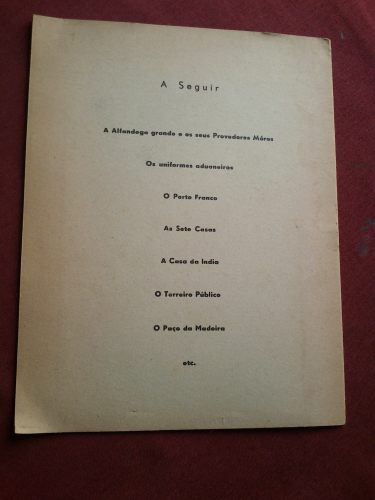 A Seguir
A Alfandega grande e os seus Provedores Móres
Os uniformes aduaneiros
O Porto Franco
As Sete Casas
A Casa da India
O Terreiro Público
O Paço da Madeira
etc.